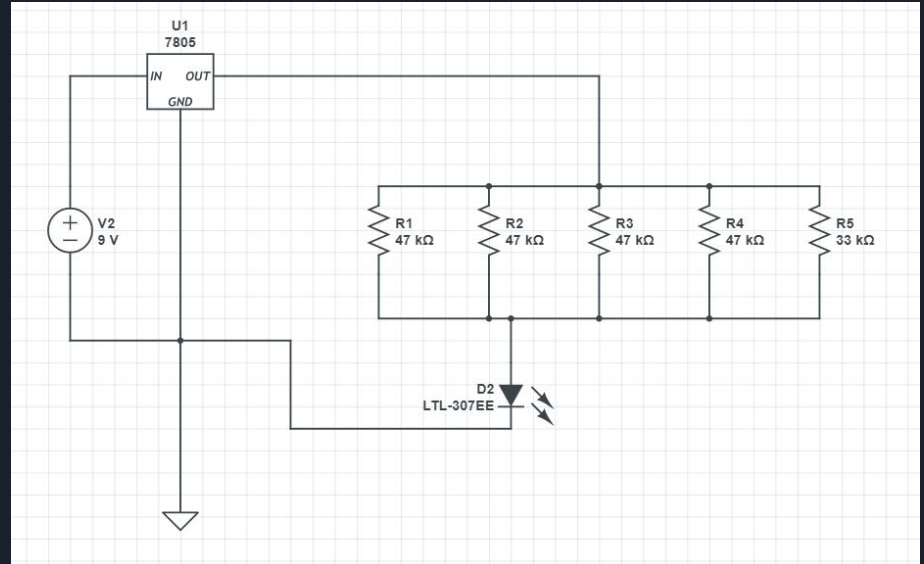 U1
7805
IN OUT
GND
V2
9 V
R1
47 kΩ
R2
47 kΩ
R3
47 kΩ
R4
47 kΩ
R5
33 kΩ
D2
LTL-307EE